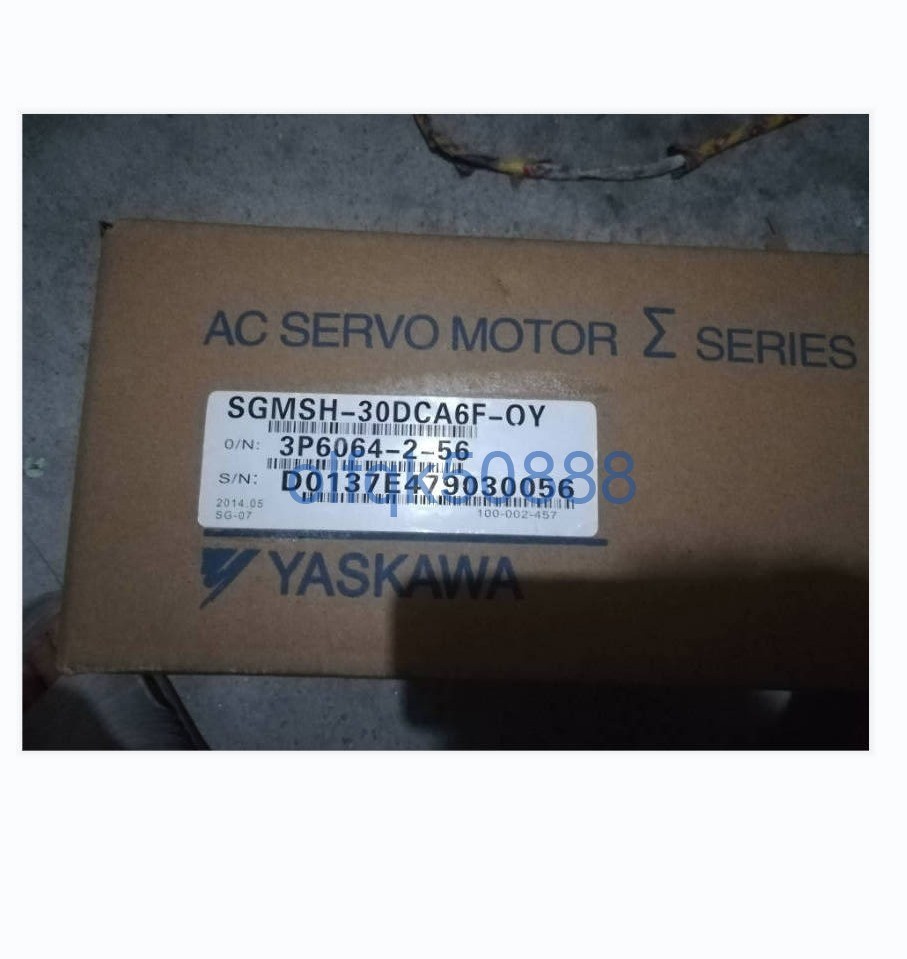 AC SERVO MOTOR Σ SERIES
SGMSH-30DCA6F-OY
O/N: 3P6064-2-56
S/N: D0137E479030056
2014.05
SG-07
100-002-457
YASKAWA